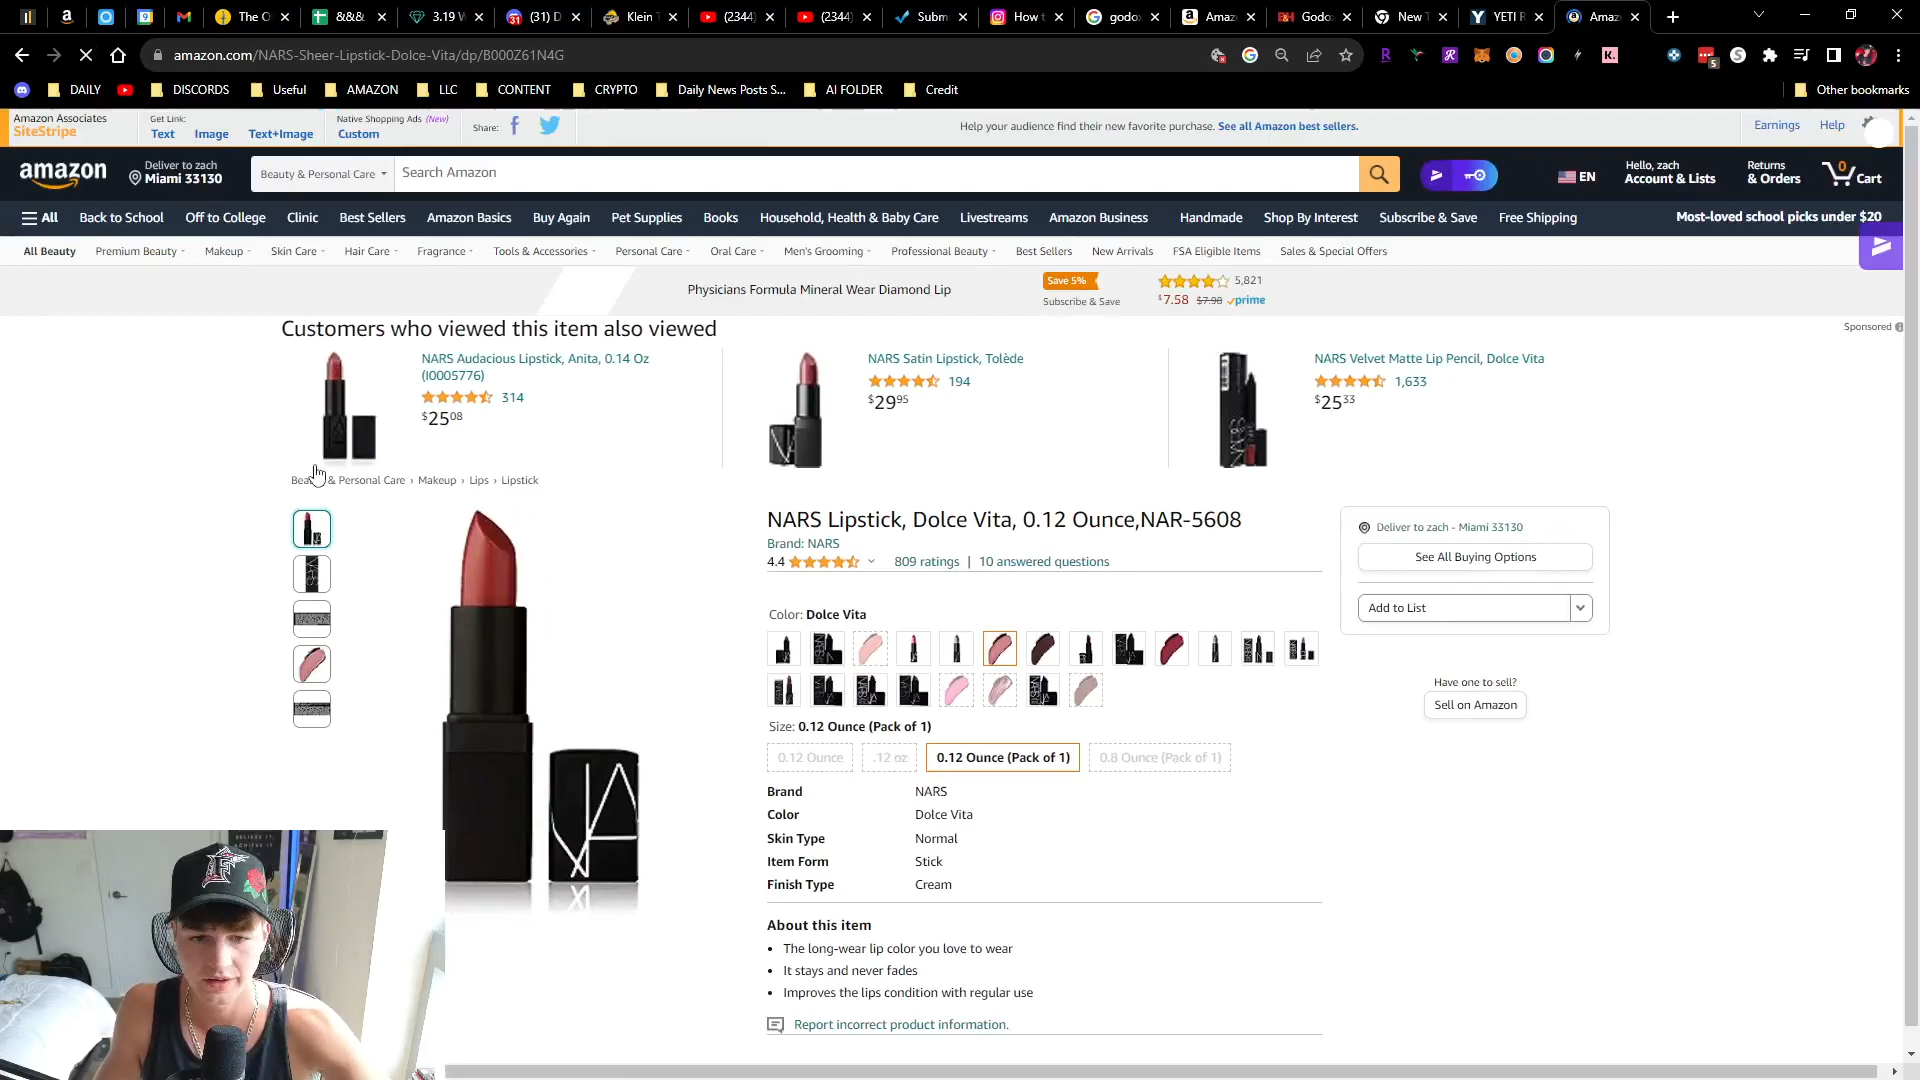 The O
&&&
3.19 W
(31) D
Klein T
(2344)
(2344)
Subm
How t
godo
Amaz
Godo
New T
YETI R
Amaz
amazon.com/NARS-Sheer-Lipstick-Dolce-Vita/dp/B000Z61N4G
DAILY
DISCORDS
Useful
AMAZON
LLC
CONTENT
CRYPTO
Daily News Posts S...
AI FOLDER
Credit
Other bookmarks
Amazon Associates
SiteStripe
Get Link:
Text
Image
Text+Image
Native Shopping Ads (New)
Custom
Share:
Help your audience find their new favorite purchase. See all Amazon best sellers.
Earnings
Help
amazon
Deliver to zach
Miami 33130
Beauty & Personal Care
Search Amazon
EN
Hello, zach
Account & Lists
Returns
& Orders
0
Cart
All
Back to School
Off to College
Clinic
Best Sellers
Amazon Basics
Buy Again
Pet Supplies
Books
Household, Health & Baby Care
Livestreams
Amazon Business
Handmade
Shop By Interest
Subscribe & Save
Free Shipping
Most-loved school picks under $20
All Beauty
Premium Beauty
Makeup
Skin Care
Hair Care
Fragrance
Tools & Accessories
Personal Care
Oral Care
Men's Grooming
Professional Beauty
Best Sellers
New Arrivals
FSA Eligible Items
Sales & Special Offers
Physicians Formula Mineral Wear Diamond Lip
Save 5%
Subscribe & Save
5,821
$7.58 $7.98 prime
Customers who viewed this item also viewed
Sponsored
NARS Audacious Lipstick, Anita, 0.14 Oz
(I0005776)
314
$25 08
NARS Satin Lipstick, Tolède
194
$29 95
NARS Velvet Matte Lip Pencil, Dolce Vita
1,633
$25 33
Beauty & Personal Care › Makeup › Lips › Lipstick
NARS Lipstick, Dolce Vita, 0.12 Ounce,NAR-5608
Brand: NARS
4.4
809 ratings | 10 answered questions
Color: Dolce Vita
Size: 0.12 Ounce (Pack of 1)
0.12 Ounce
.12 oz
0.12 Ounce (Pack of 1)
0.8 Ounce (Pack of 1)
Brand NARS
Color Dolce Vita
Skin Type Normal
Item Form Stick
Finish Type Cream
About this item
• The long-wear lip color you love to wear
• It stays and never fades
• Improves the lips condition with regular use
Report incorrect product information.
Deliver to zach - Miami 33130
See All Buying Options
Add to List
Have one to sell?
Sell on Amazon